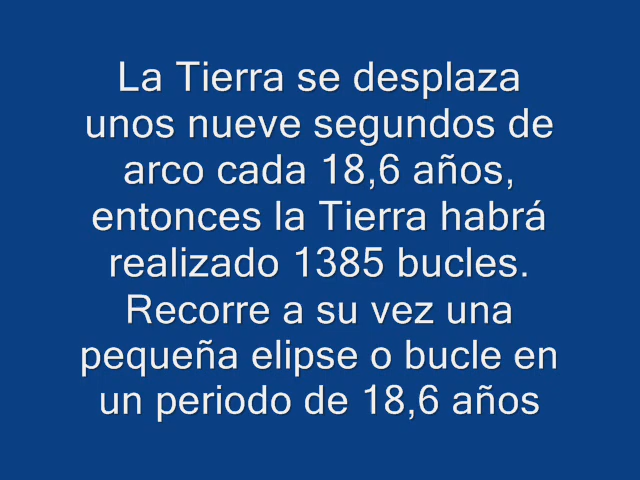 La Tierra se desplaza
unos nueve segundos de
arco cada 18,6 años,
entonces la Tierra habrá
realizado 1385 bucles.
Recorre a su vez una
pequeña elipse o bucle en
un periodo de 18,6 años